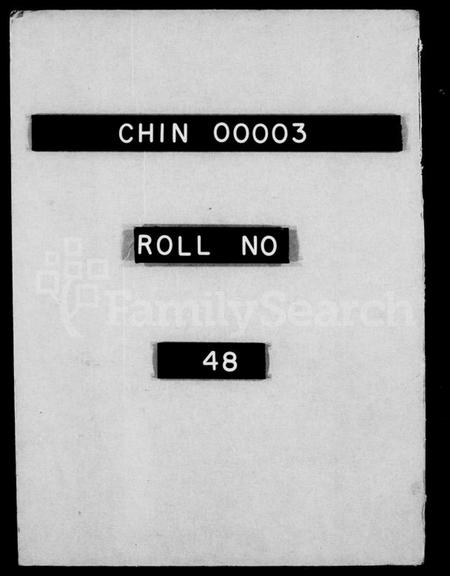 CHIN 00003
ROLL NO
FamilySearch
48